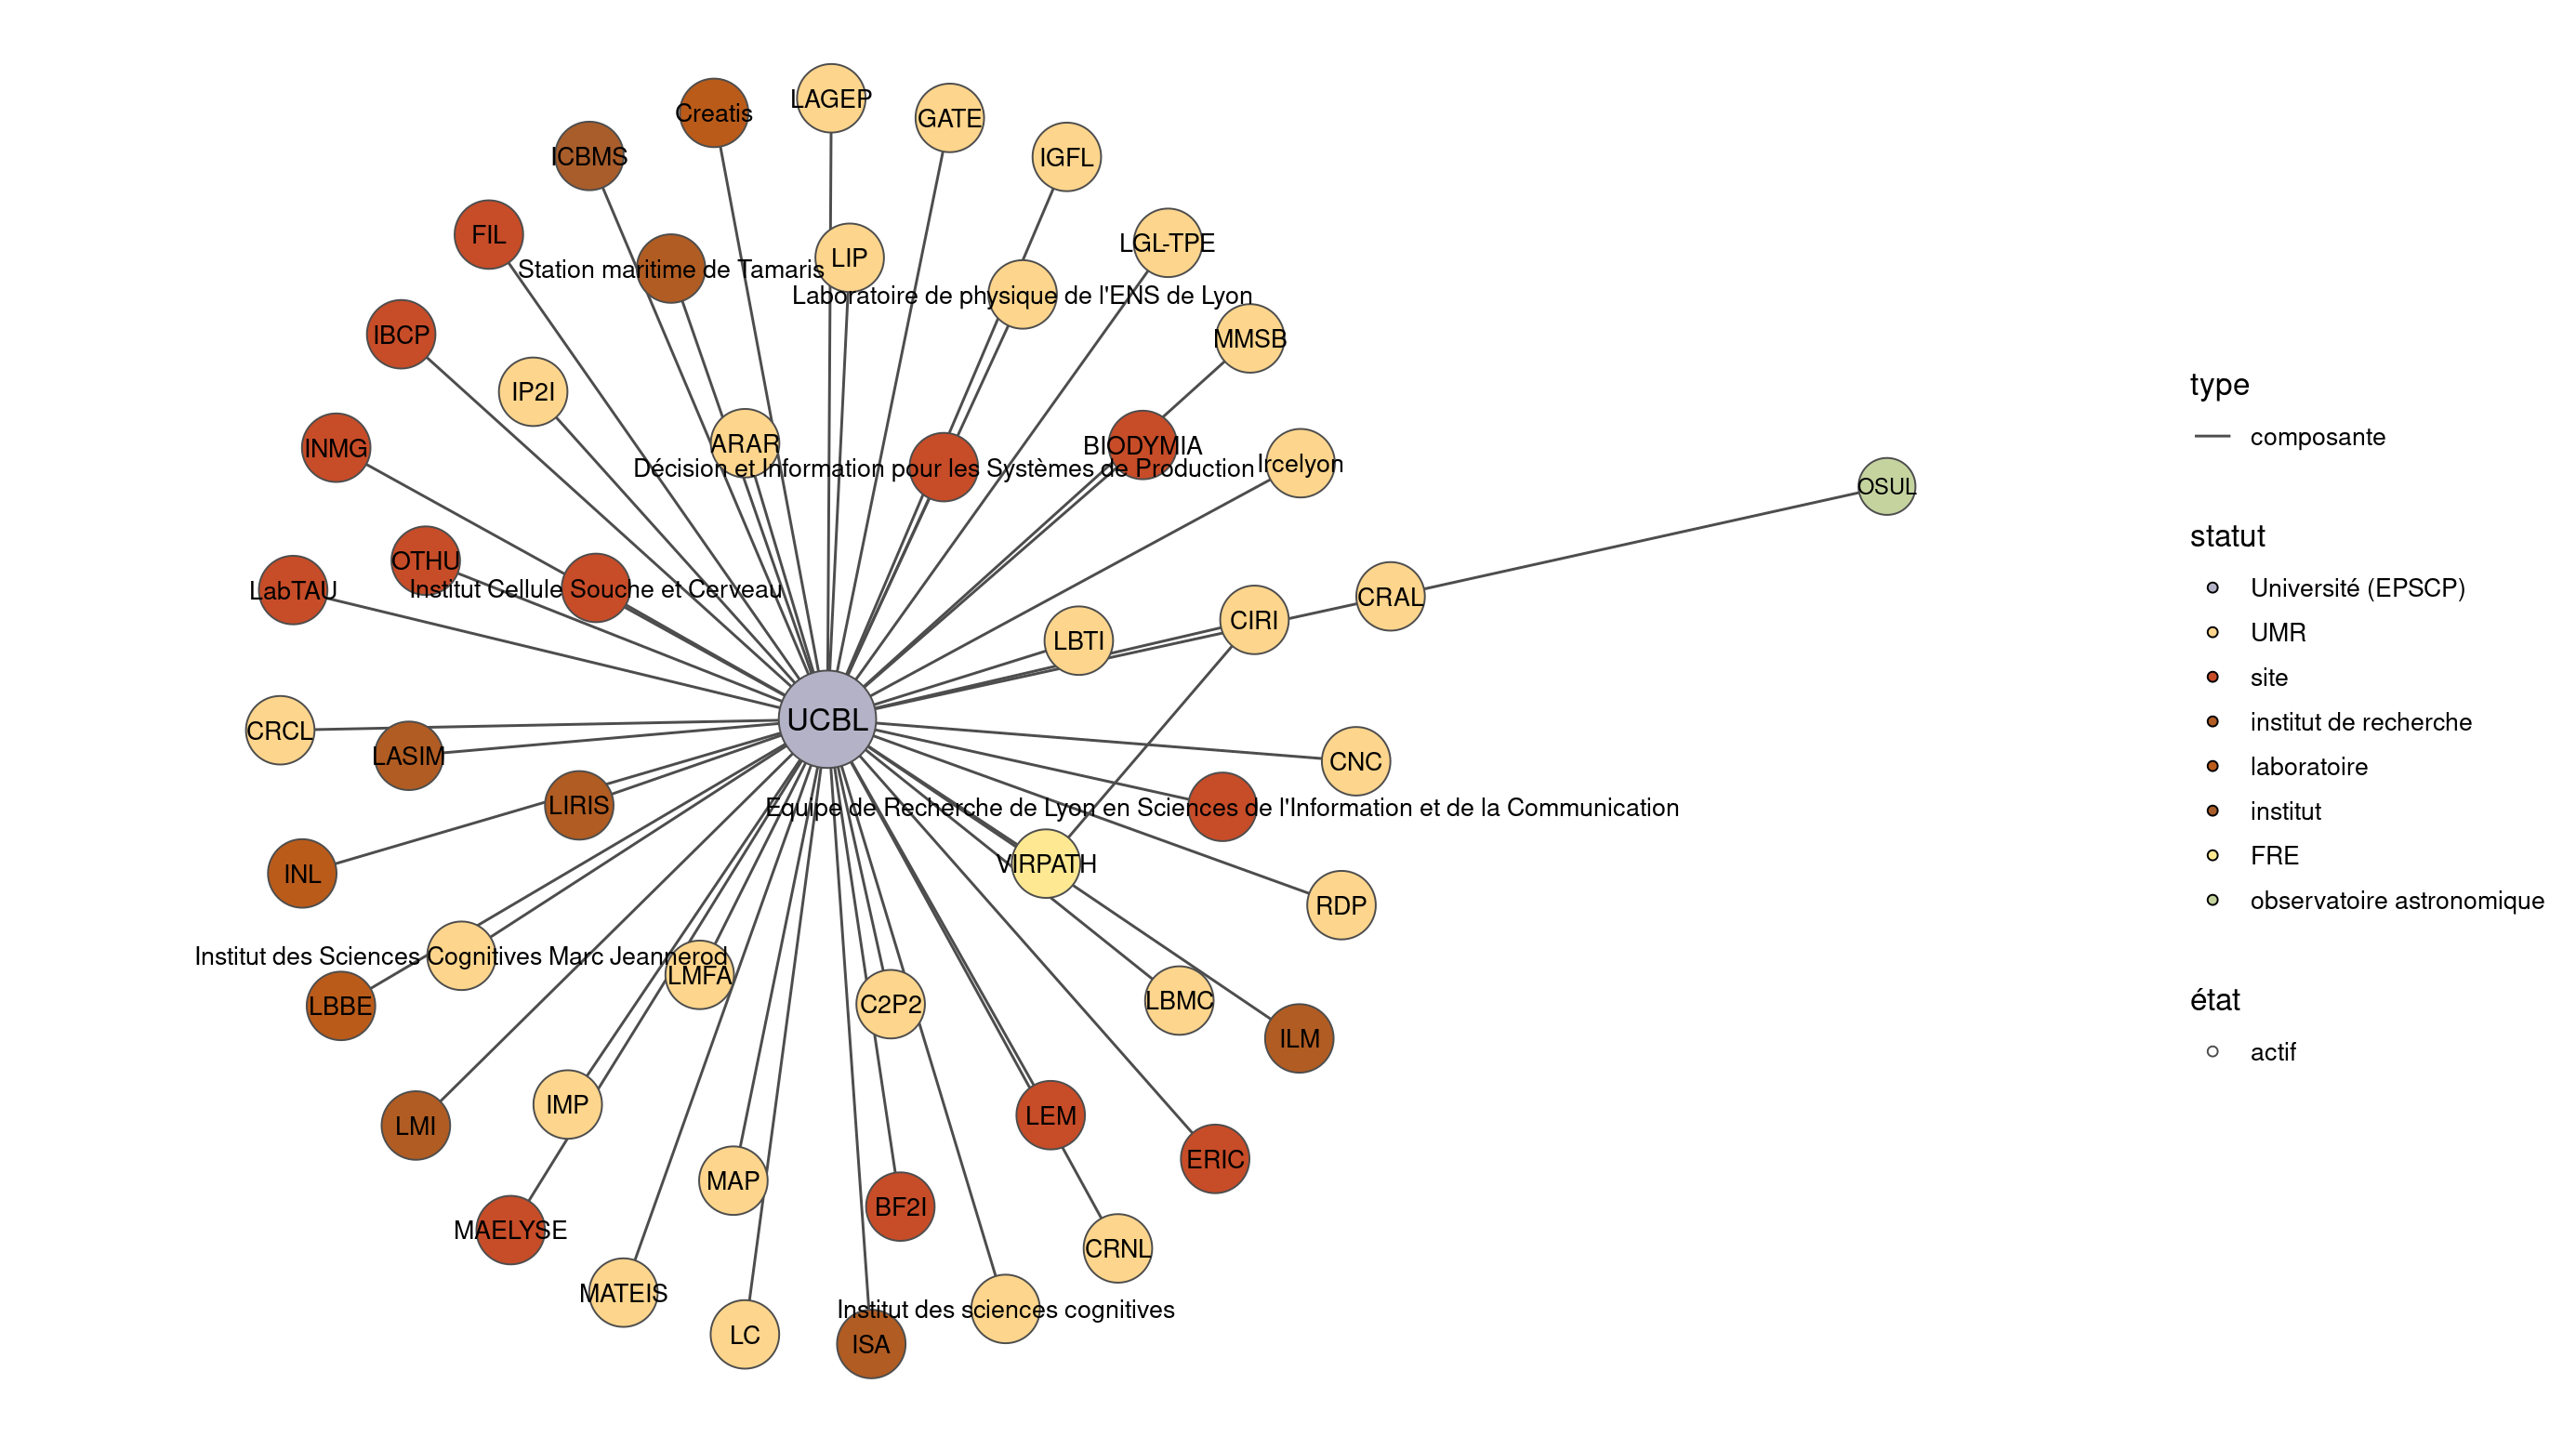 LAGEP
Creatis
GATE
ICBMS
IGFL
FIL
LGL-TPE
LIP
Station maritime de Tamaris
Laboratoire de physique de l'ENS de Lyon
IBCP
MMSB
type
IP2I
composante
ARAR
BIODYMIA
INMG
Ircelyon
Décision et Information pour les Systèmes de Production
OSUL
statut
OTHU
Institut Cellule Souche et Cerveau
LabTAU
Université (EPSCP)
CRAL
CIRI
UMR
LBTI
site
UCBL
institut de recherche
CRCL
LASIM
CNC
laboratoire
LIRIS
Equipe de Recherche de Lyon en Sciences de l'Information et de la Communication
institut
VIRPATH
FRE
INL
observatoire astronomique
RDP
Institut des Sciences Cognitives Marc Jeannerod
LMFA
état
LBBE
C2P2
LBMC
ILM
actif
IMP
LMI
LEM
ERIC
MAP
BF2I
MAELYSE
CRNL
MATEIS
Institut des sciences cognitives
LC
ISA